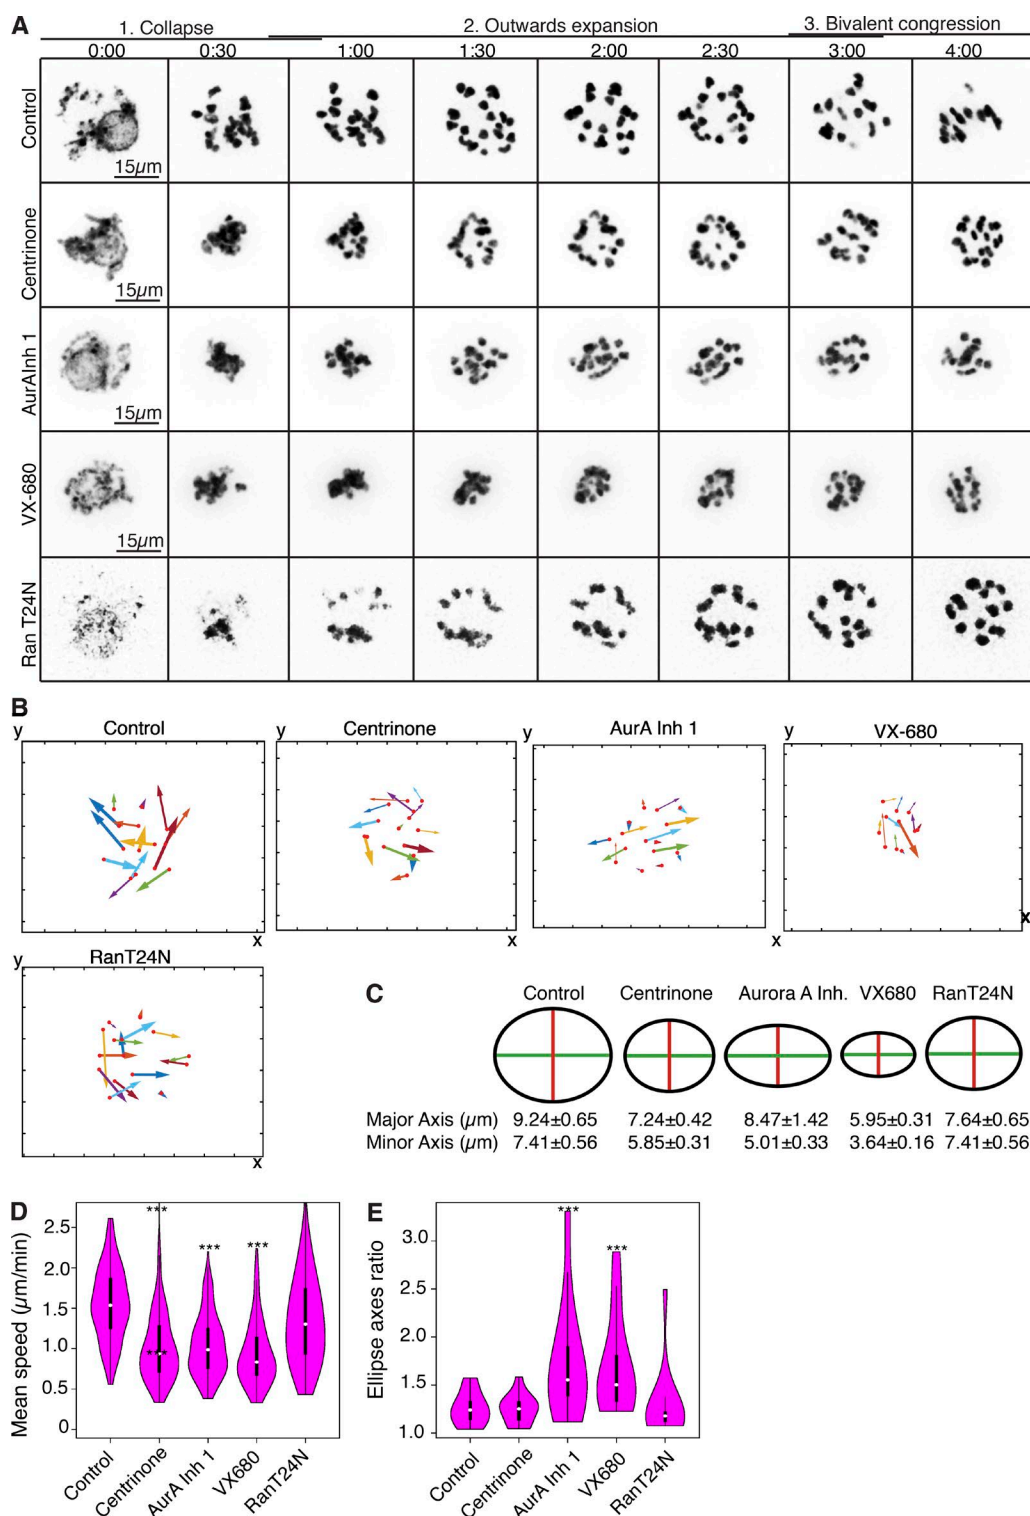 A
1. Collapse
2. Outwards expansion
3. Bivalent congression
0:00 0:30 1:00 1:30 2:00 2:30 3:00 4:00
Control
15µm
Centrinone
15µm
AurAInh 1
15µm
VX-680
15µm
Ran T24N
B
Control Centrinone AurA Inh 1 VX-680
y y y y
x x x x
RanT24N
y
x
C
Control Centrinone Aurora A Inh. VX680 RanT24N
Major Axis (µm) 9.24±0.65 7.24±0.42 8.47±1.42 5.95±0.31 7.64±0.65
Minor Axis (µm) 7.41±0.56 5.85±0.31 5.01±0.33 3.64±0.16 7.41±0.56
D
Mean speed (µm/min)
2.5
2.0
1.5
1.0
0.5
0
*** *** ***
***
Control Centrinone AurA Inh 1 VX680 RanT24N
E
Ellipse axes ratio
3.0
2.5
2.0
1.5
1.0
*** ***
Control Centrinone AurA Inh 1 VX680 RanT24N